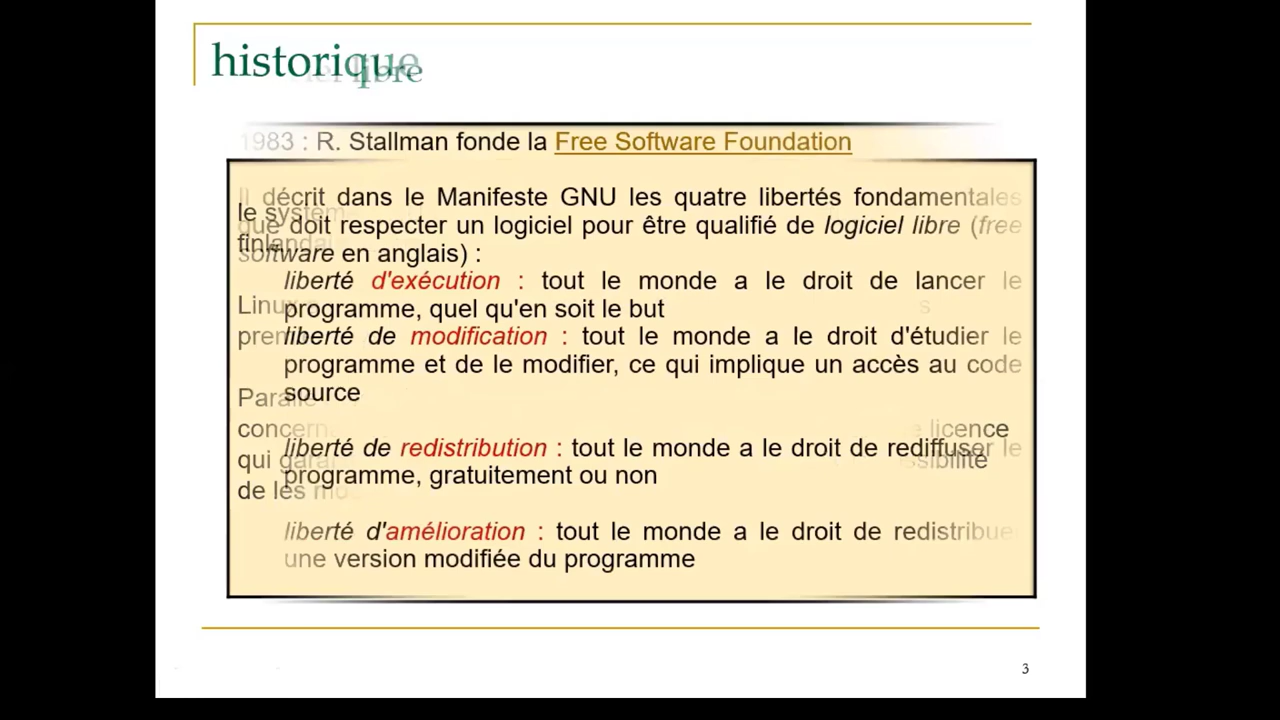 historique
libre
1983 : R. Stallman fonde la Free Software Foundation
Il décrit dans le Manifeste GNU les quatre libertés fondamentales
le système
que doit respecter un logiciel pour être qualifié de logiciel libre (free
finlandai
software en anglais) :
liberté d'exécution : tout le monde a le droit de lancer le
Linux
programme, quel qu'en soit le but
liberté de modification : tout le monde a le droit d'étudier le
programme et de le modifier, ce qui implique un accès au code
source
licence
liberté de redistribution : tout le monde a le droit de rediffuser le
qui
programme, gratuitement ou non
de les
liberté d'amélioration : tout le monde a le droit de redistribuer
une version modifiée du programme
3